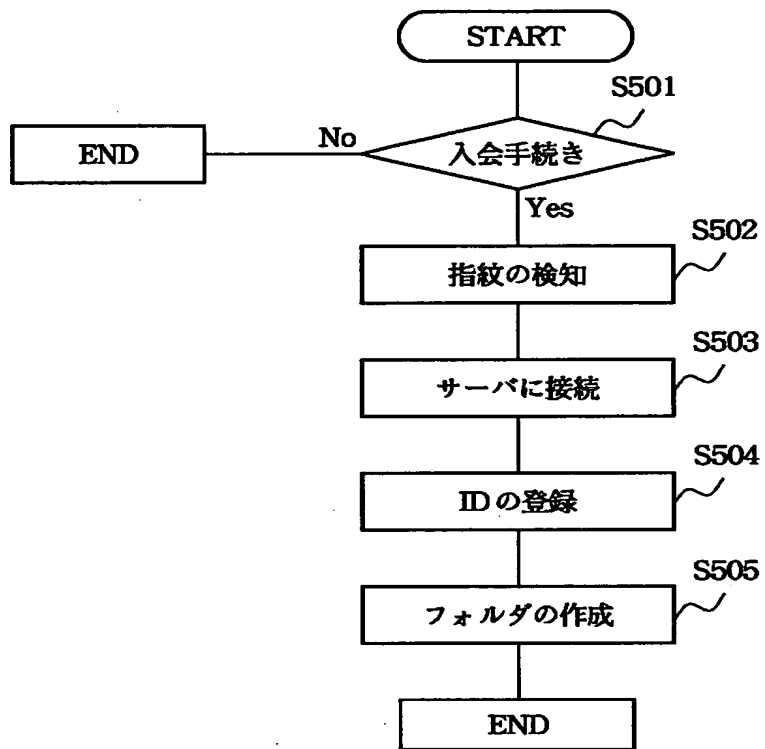 START
S501
入会手続き
No
END
Yes
S502
指紋の検知
S503
サーバに接続
S504
IDの登録
S505
フォルダの作成
END